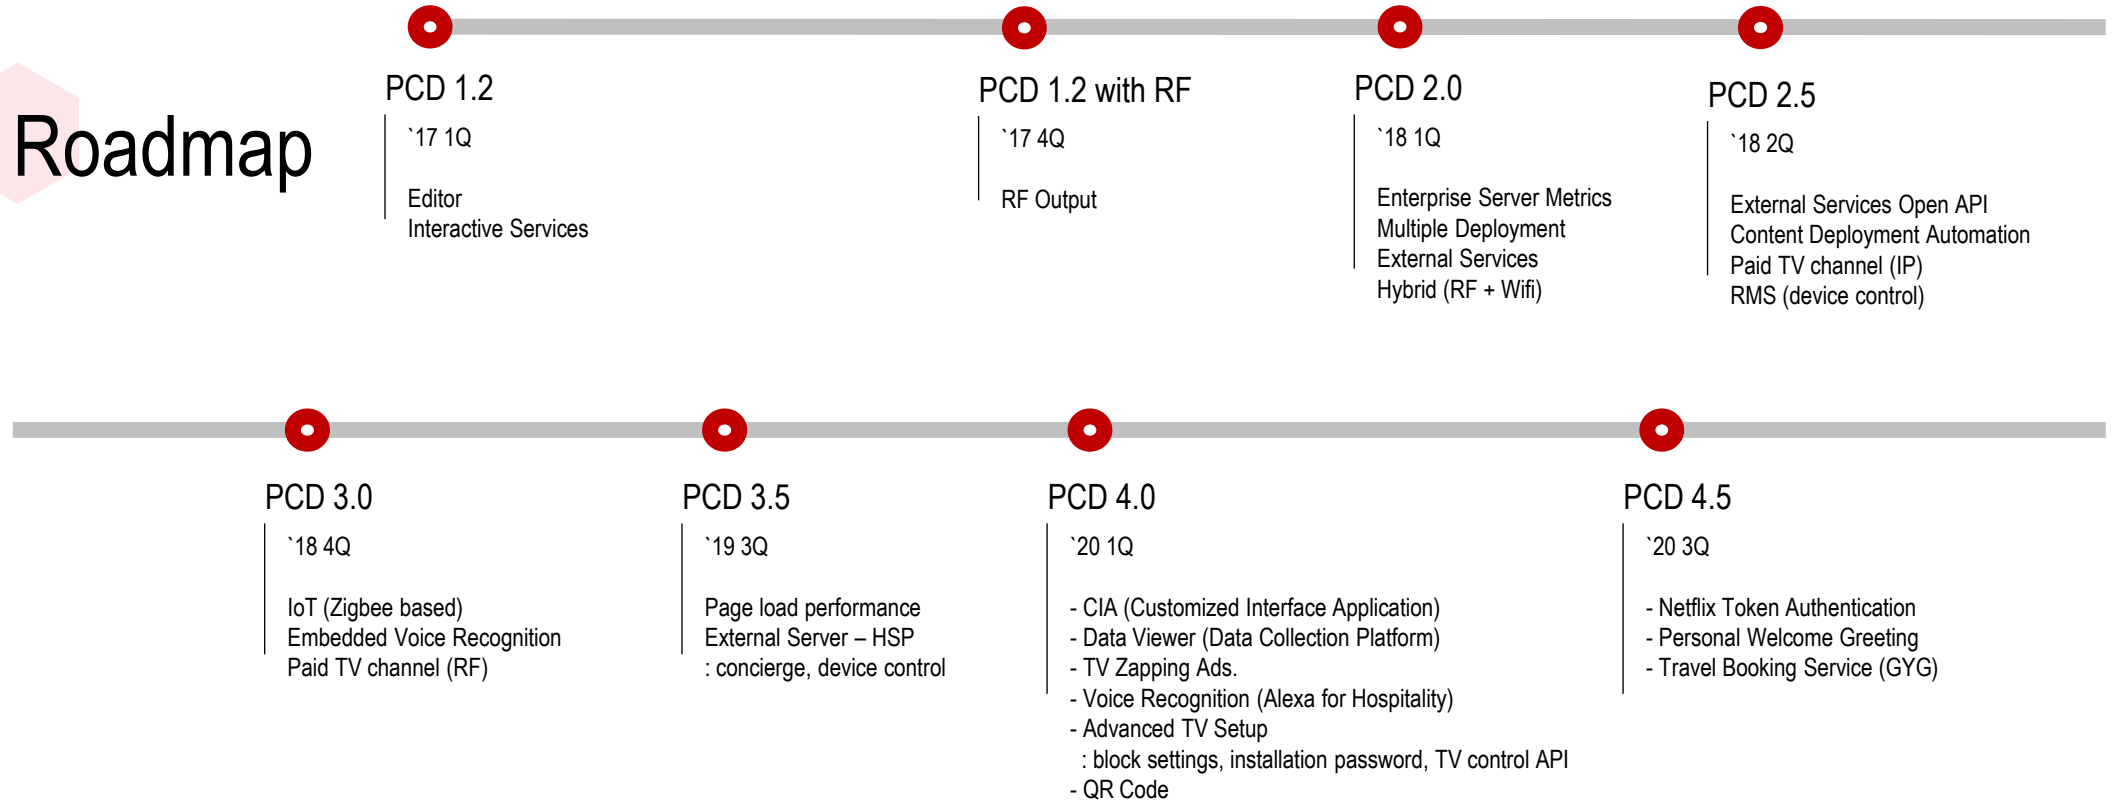 Roadmap
PCD 1.2
`17 1Q
Editor
Interactive Services
PCD 1.2 with RF
`17 4Q
RF Output
PCD 2.0
`18 1Q
Enterprise Server Metrics
Multiple Deployment
External Services
Hybrid (RF + Wifi)
PCD 2.5
`18 2Q
External Services Open API
Content Deployment Automation
Paid TV channel (IP)
RMS (device control)
PCD 3.0
`18 4Q
IoT (Zigbee based)
Embedded Voice Recognition
Paid TV channel (RF)
PCD 3.5
`19 3Q
Page load performance
External Server – HSP
: concierge, device control
PCD 4.0
`20 1Q
- CIA (Customized Interface Application)
- Data Viewer (Data Collection Platform)
- TV Zapping Ads.
- Voice Recognition (Alexa for Hospitality)
- Advanced TV Setup
: block settings, installation password, TV control API
- QR Code
PCD 4.5
`20 3Q
- Netflix Token Authentication
- Personal Welcome Greeting
- Travel Booking Service (GYG)